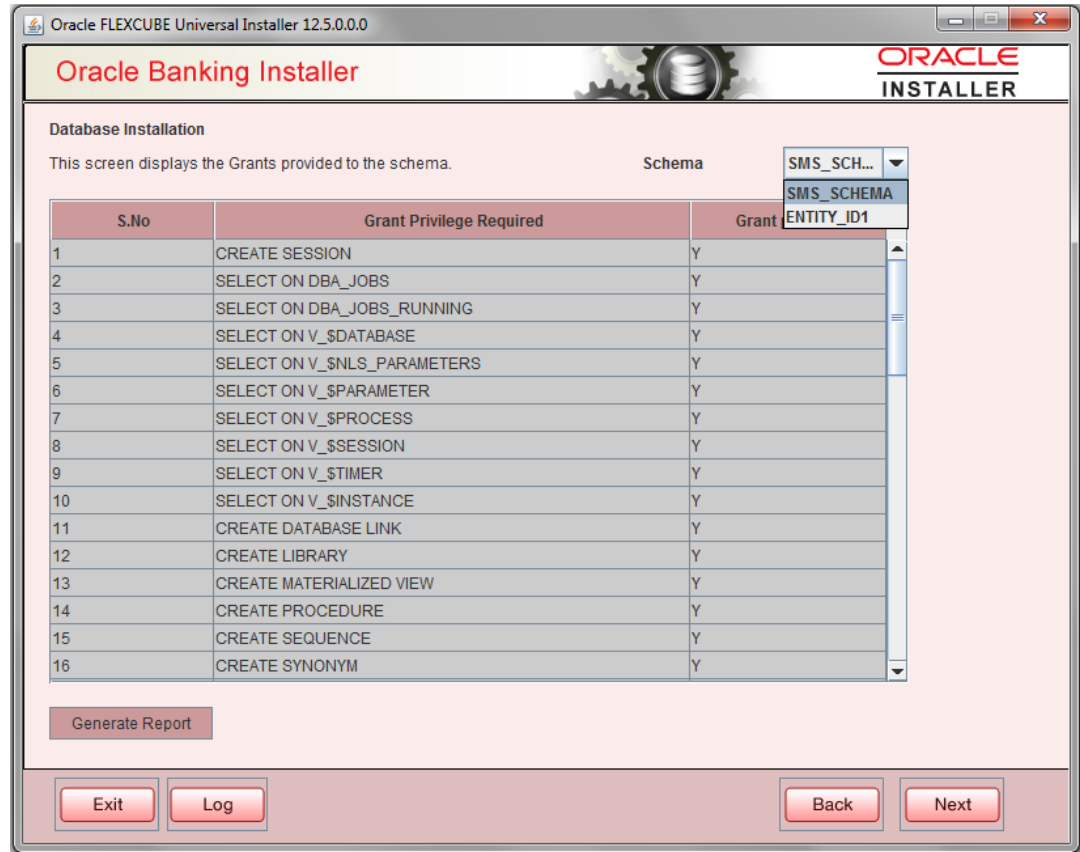 Oracle FLEXCUBE Universal Installer 12.5.0.0.0
Oracle Banking Installer
ORACLE
INSTALLER
Database Installation
This screen displays the Grants provided to the schema. Schema SMS_SCH...
SMS_SCHEMA
ENTITY_ID1
S.No Grant Privilege Required Grant
1 CREATE SESSION Y
2 SELECT ON DBA_JOBS Y
3 SELECT ON DBA_JOBS_RUNNING Y
4 SELECT ON V_$DATABASE Y
5 SELECT ON V_$NLS_PARAMETERS Y
6 SELECT ON V_$PARAMETER Y
7 SELECT ON V_$PROCESS Y
8 SELECT ON V_$SESSION Y
9 SELECT ON V_$TIMER Y
10 SELECT ON V_$INSTANCE Y
11 CREATE DATABASE LINK Y
12 CREATE LIBRARY Y
13 CREATE MATERIALIZED VIEW Y
14 CREATE PROCEDURE Y
15 CREATE SEQUENCE Y
16 CREATE SYNONYM Y
Generate Report
Exit Log Back Next